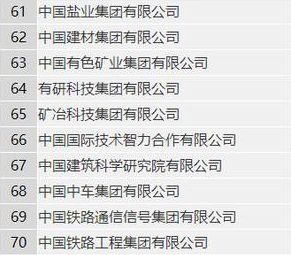 61 中国盐业集团有限公司
62 中国建材集团有限公司
63 中国有色矿业集团有限公司
64 有研科技集团有限公司
65 矿冶科技集团有限公司
66 中国国际技术智力合作有限公司
67 中国建筑科学研究院有限公司
68 中国中车集团有限公司
69 中国铁路通信信号集团有限公司
70 中国铁路工程集团有限公司